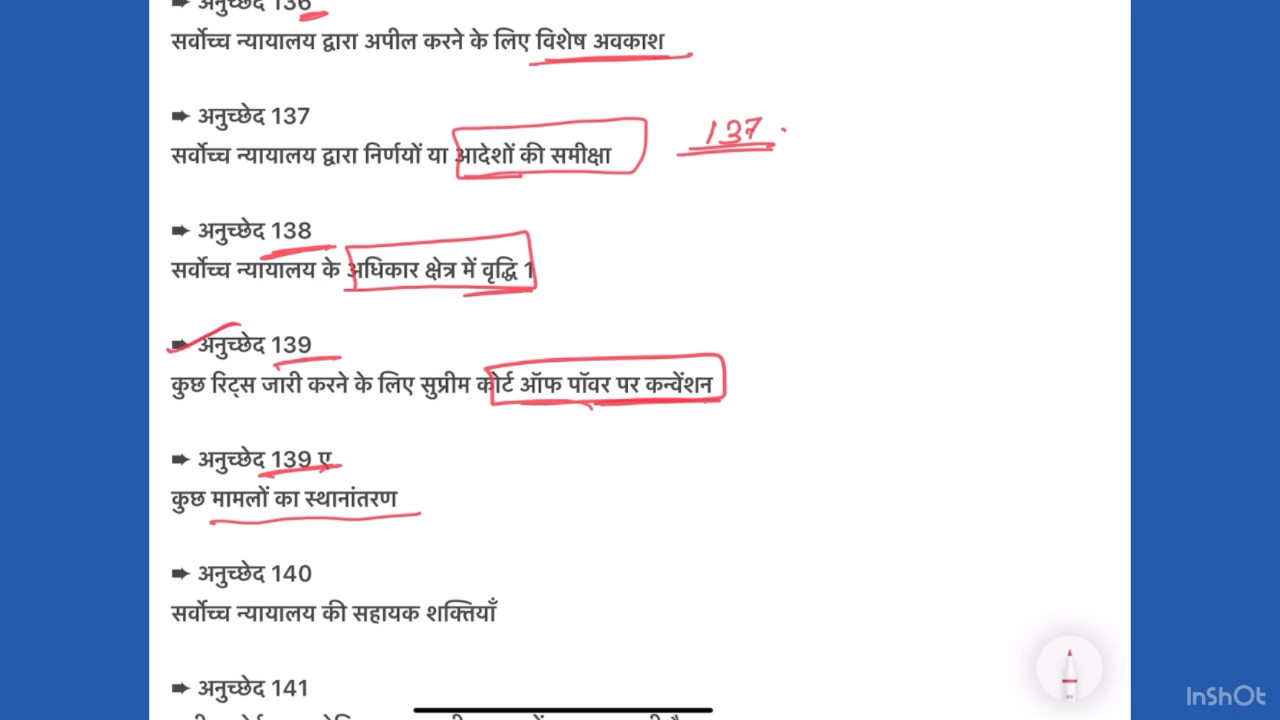 ➨ अनुच्छेद 136
सर्वोच्च न्यायालय द्वारा अपील करने के लिए विशेष अवकाश
➨ अनुच्छेद 137
सर्वोच्च न्यायालय द्वारा निर्णयों या आदेशों की समीक्षा
137
➨ अनुच्छेद 138
सर्वोच्च न्यायालय के अधिकार क्षेत्र में वृद्धि 1
➨ अनुच्छेद 139
कुछ रिट्स जारी करने के लिए सुप्रीम कोर्ट ऑफ पॉवर पर कन्वेंशन
➨ अनुच्छेद 139 ए
कुछ मामलों का स्थानांतरण
➨ अनुच्छेद 140
सर्वोच्च न्यायालय की सहायक शक्तियाँ
➨ अनुच्छेद 141
InShOt